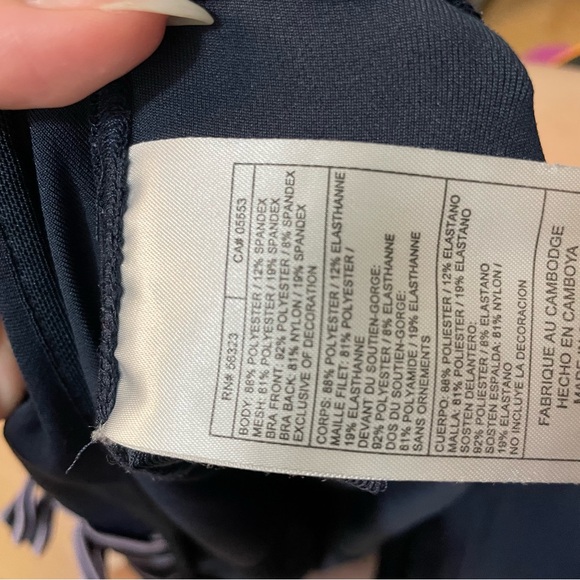 RN# 56323 CA# 05553
BODY: 88% POLYESTER / 12% SPANDEX
MESH: 81% POLYESTER / 19% SPANDEX
BRA FRONT: 92% POLYESTER / 8% SPANDEX
BRA BACK: 81% NYLON / 19% SPANDEX
EXCLUSIVE OF DECORATION
CORPS: 88% POLYESTER / 12% ELASTHANNE
MAILLE FILET: 81% POLYESTER /
19% ELASTHANNE
DEVANT DU SOUTIEN-GORGE:
92% POLYESTER / 8% ELASTHANNE
DOS DU SOUTIEN-GORGE:
81% POLYAMIDE / 19% ELASTHANNE
SANS ORNEMENTS
CUERPO: 88% POLIESTER / 12% ELASTANO
MALLA: 81% POLIESTER / 19% ELASTANO
SOSTEN DELANTERO:
92% POLIESTER / 8% ELASTANO
SOSTEN ESPALDA: 81% NYLON /
19% ELASTANO
NO INCLUYE LA DECORACION
FABRIQUE AU CAMBODGE
HECHO EN CAMBOYA
MADE IN